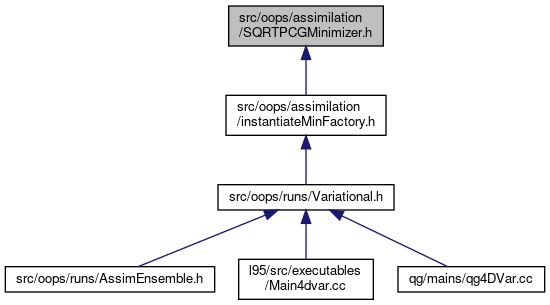 src/oops/assimilation
/SQRTPCGMinimizer.h
src/oops/assimilation
/instantiateMinFactory.h
src/oops/runs/Variational.h
src/oops/runs/AssimEnsemble.h
l95/src/executables
/Main4dvar.cc
qg/mains/qg4DVar.cc